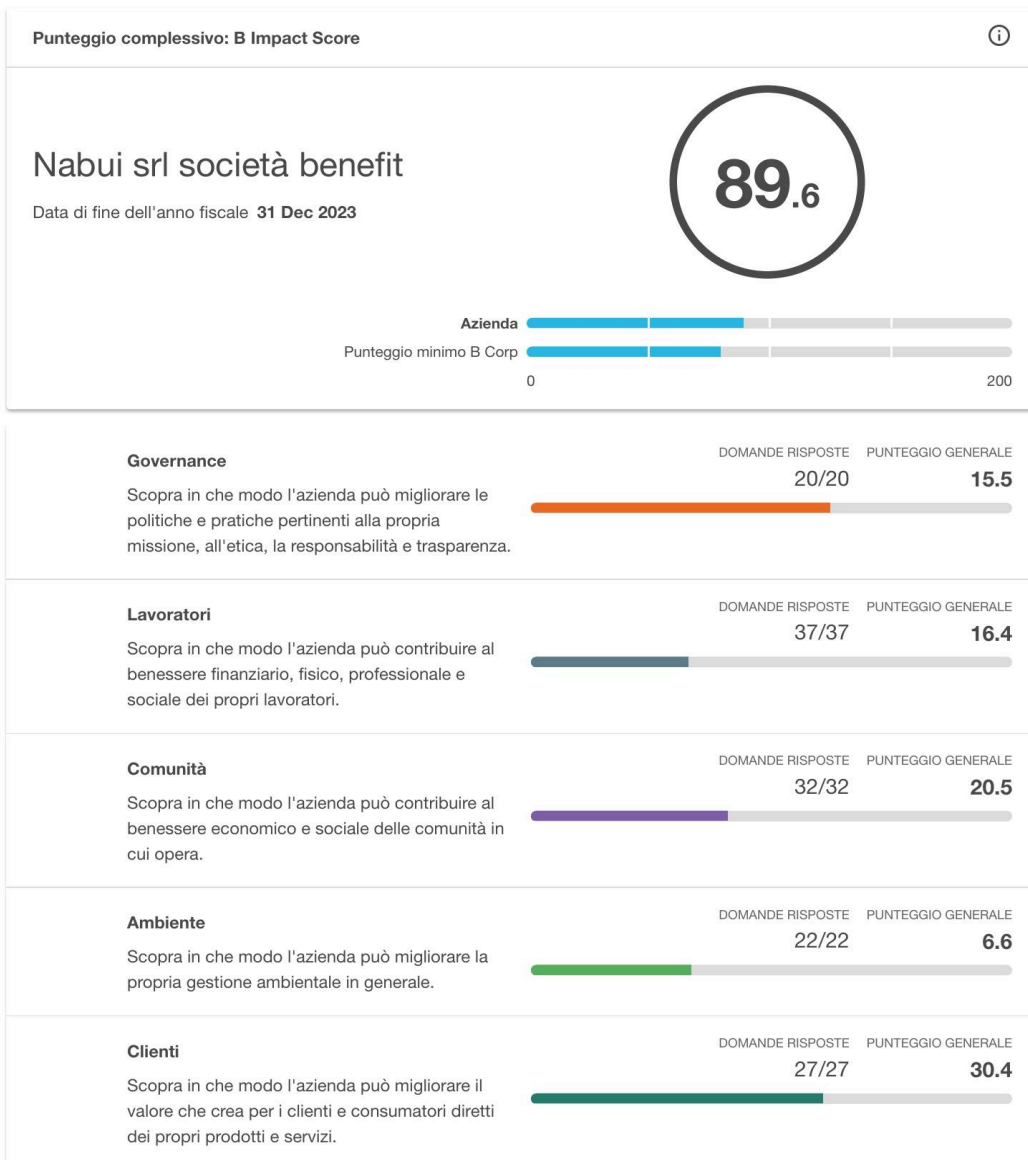 Punteggio complessivo: B Impact Score
Nabui srl società benefit
Data di fine dell'anno fiscale 31 Dec 2023
89.6
Azienda
Punteggio minimo B Corp
0 200
Governance
DOMANDE RISPOSTE PUNTEGGIO GENERALE
20/20 15.5
Scopra in che modo l'azienda può migliorare le
politiche e pratiche pertinenti alla propria
missione, all'etica, la responsabilità e trasparenza.
Lavoratori
DOMANDE RISPOSTE PUNTEGGIO GENERALE
37/37 16.4
Scopra in che modo l'azienda può contribuire al
benessere finanziario, fisico, professionale e
sociale dei propri lavoratori.
Comunità
DOMANDE RISPOSTE PUNTEGGIO GENERALE
32/32 20.5
Scopra in che modo l'azienda può contribuire al
benessere economico e sociale delle comunità in
cui opera.
Ambiente
DOMANDE RISPOSTE PUNTEGGIO GENERALE
22/22 6.6
Scopra in che modo l'azienda può migliorare la
propria gestione ambientale in generale.
Clienti
DOMANDE RISPOSTE PUNTEGGIO GENERALE
27/27 30.4
Scopra in che modo l'azienda può migliorare il
valore che crea per i clienti e consumatori diretti
dei propri prodotti e servizi.